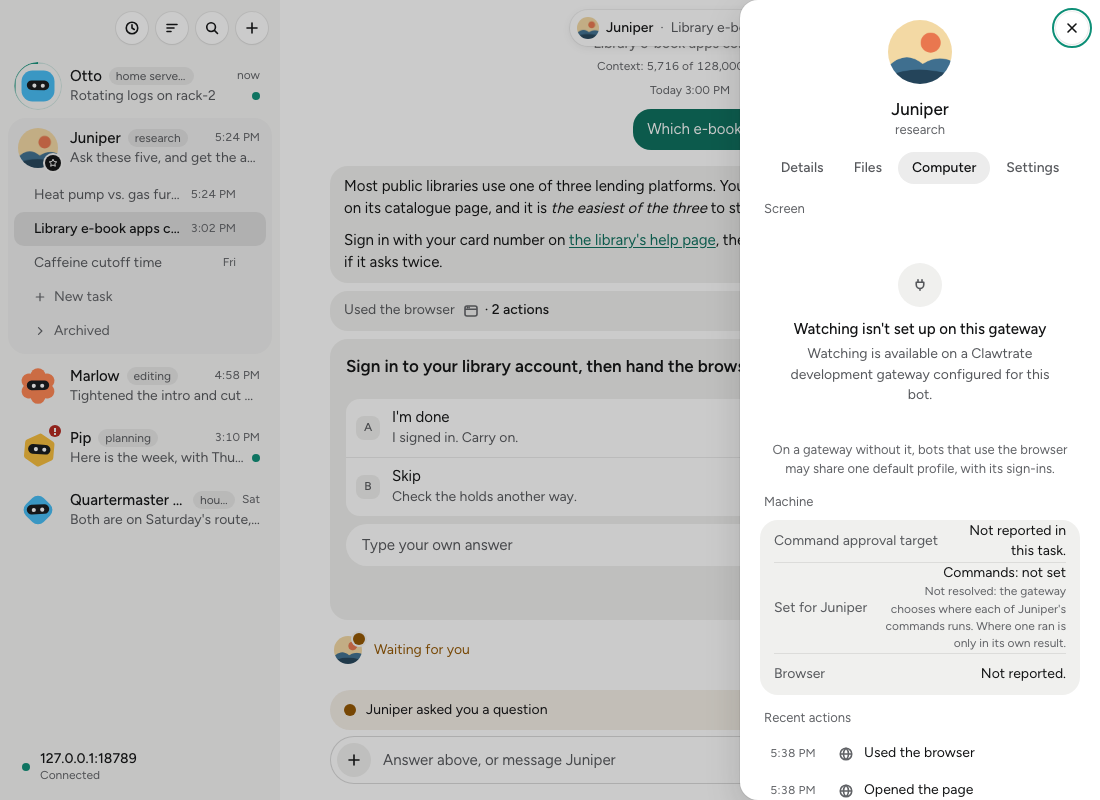 Otto home serve... now
Rotating logs on rack-2
Juniper research 5:24 PM
Ask these five, and get the a...
Heat pump vs. gas fur... 5:24 PM
Library e-book apps c... 3:02 PM
Caffeine cutoff time Fri
New task
Archived
Marlow editing 4:58 PM
Tightened the intro and cut ...
Pip planning 3:10 PM
Here is the week, with Thu...
Quartermaster ... hou... Sat
Both are on Saturday's route,...
127.0.0.1:18789
Connected
Juniper · Library e-b
Context: 5,716 of 128,000
Today 3:00 PM
Which e-book
Most public libraries use one of three lending platforms. You
on its catalogue page, and it is the easiest of the three to st
Sign in with your card number on the library's help page, the
if it asks twice.
Used the browser · 2 actions
Sign in to your library account, then hand the brows
A I'm done
I signed in. Carry on.
B Skip
Check the holds another way.
Type your own answer
Waiting for you
Juniper asked you a question
Answer above, or message Juniper
Juniper
research
Details Files Computer Settings
Screen
Watching isn't set up on this gateway
Watching is available on a Clawtrate
development gateway configured for this
bot.
On a gateway without it, bots that use the browser
may share one default profile, with its sign-ins.
Machine
Command approval target Not reported in
this task.
Set for Juniper Commands: not set
Not resolved: the gateway
chooses where each of Juniper's
commands runs. Where one ran is
only in its own result.
Browser Not reported.
Recent actions
5:38 PM Used the browser
5:38 PM Opened the page